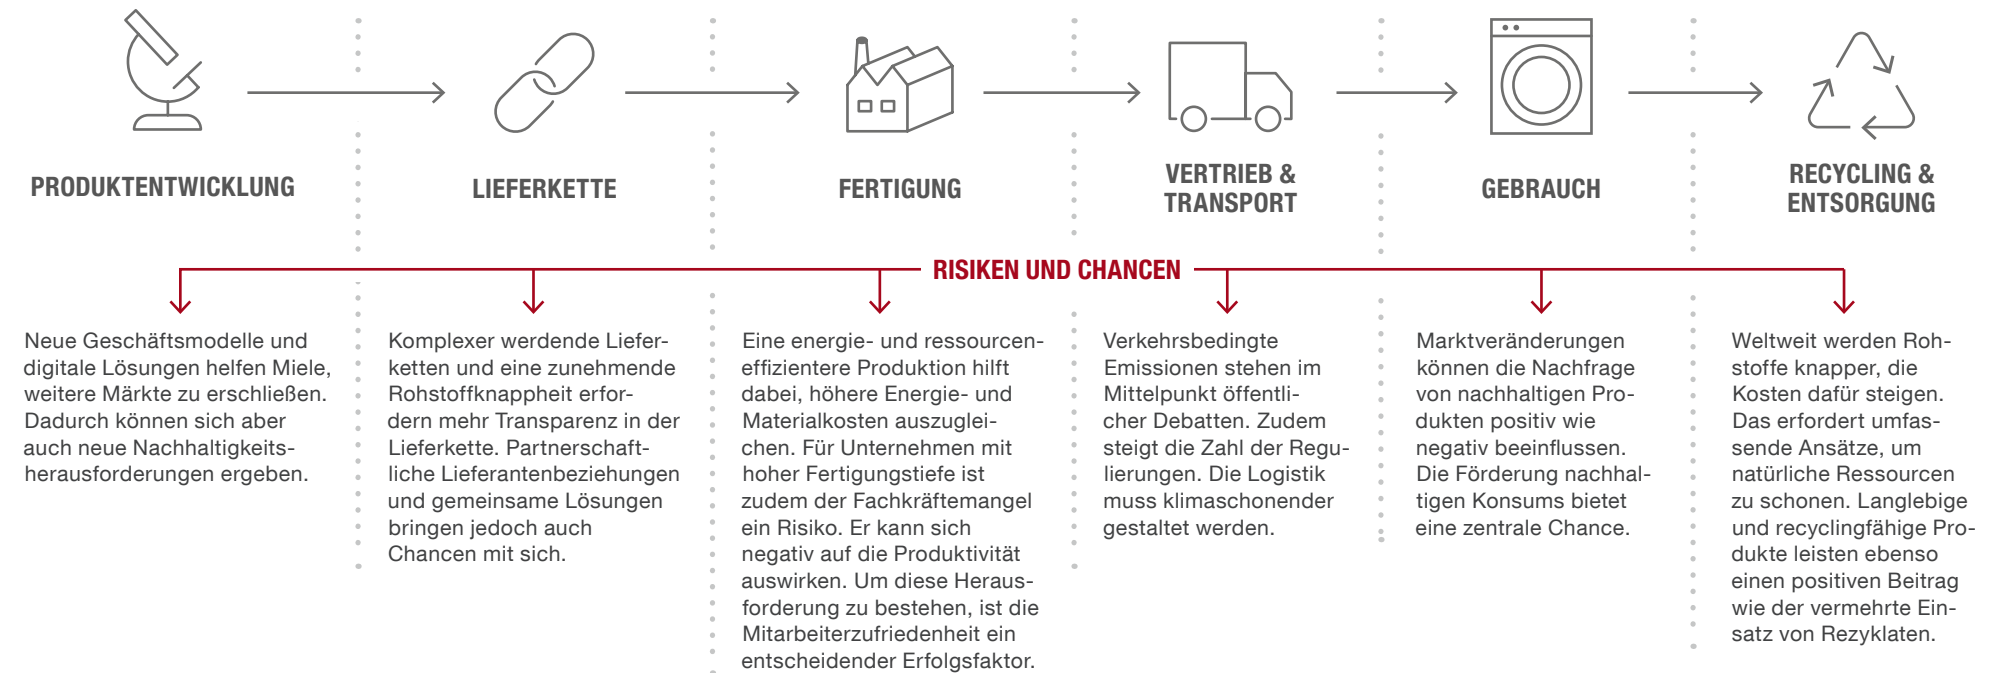 PRODUKTENTWICKLUNG
LIEFERKETTE
FERTIGUNG
VERTRIEB &
TRANSPORT
GEBRAUCH
RECYCLING &
ENTSORGUNG
RISIKEN UND CHANCEN
Neue Geschäftsmodelle und
digitale Lösungen helfen Miele,
weitere Märkte zu erschließen.
Dadurch können sich aber
auch neue Nachhaltigkeits-
herausforderungen ergeben.
Komplexer werdende Liefer-
ketten und eine zunehmende
Rohstoffknappheit erfor-
dern mehr Transparenz in der
Lieferkette. Partnerschaft-
liche Lieferantenbeziehungen
und gemeinsame Lösungen
bringen jedoch auch
Chancen mit sich.
Eine energie- und ressourcen-
effizientere Produktion hilft
dabei, höhere Energie- und
Materialkosten auszuglei-
chen. Für Unternehmen mit
hoher Fertigungstiefe ist
zudem der Fachkräftemangel
ein Risiko. Er kann sich
negativ auf die Produktivität
auswirken. Um diese Heraus-
forderung zu bestehen, ist die
Mitarbeiterzufriedenheit ein
entscheidender Erfolgsfaktor.
Verkehrsbedingte
Emissionen stehen im
Mittelpunkt öffentli-
cher Debatten. Zudem
steigt die Zahl der Regu-
lierungen. Die Logistik
muss klimaschonender
gestaltet werden.
Marktveränderungen
können die Nachfrage
von nachhaltigen Pro-
dukten positiv wie
negativ beeinflussen.
Die Förderung nachhal-
tigen Konsums bietet
eine zentrale Chance.
Weltweit werden Roh-
stoffe knapper, die
Kosten dafür steigen.
Das erfordert umfas-
sende Ansätze, um
natürliche Ressourcen
zu schonen. Langlebige
und recyclingfähige Pro-
dukte leisten ebenso
einen positiven Beitrag
wie der vermehrte Ein-
satz von Rezyklaten.